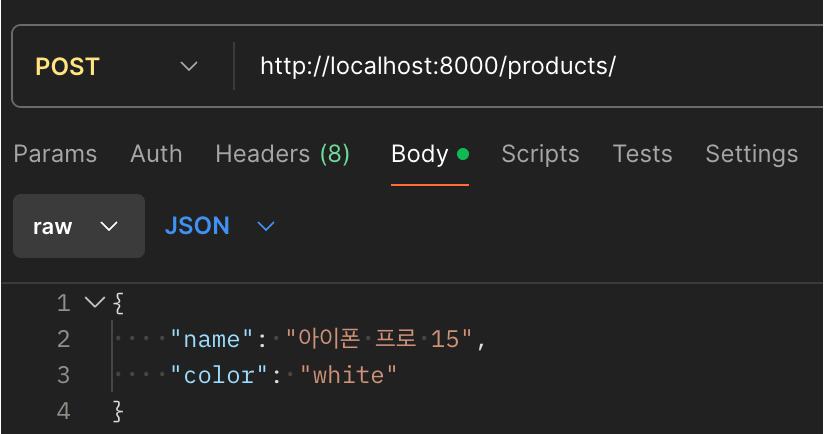 POST http://localhost:8000/products/
Params Auth Headers (8) Body Scripts Tests Settings
raw JSON
1 {
2 "name": "아이폰 프로 15",
3 "color": "white"
4 }